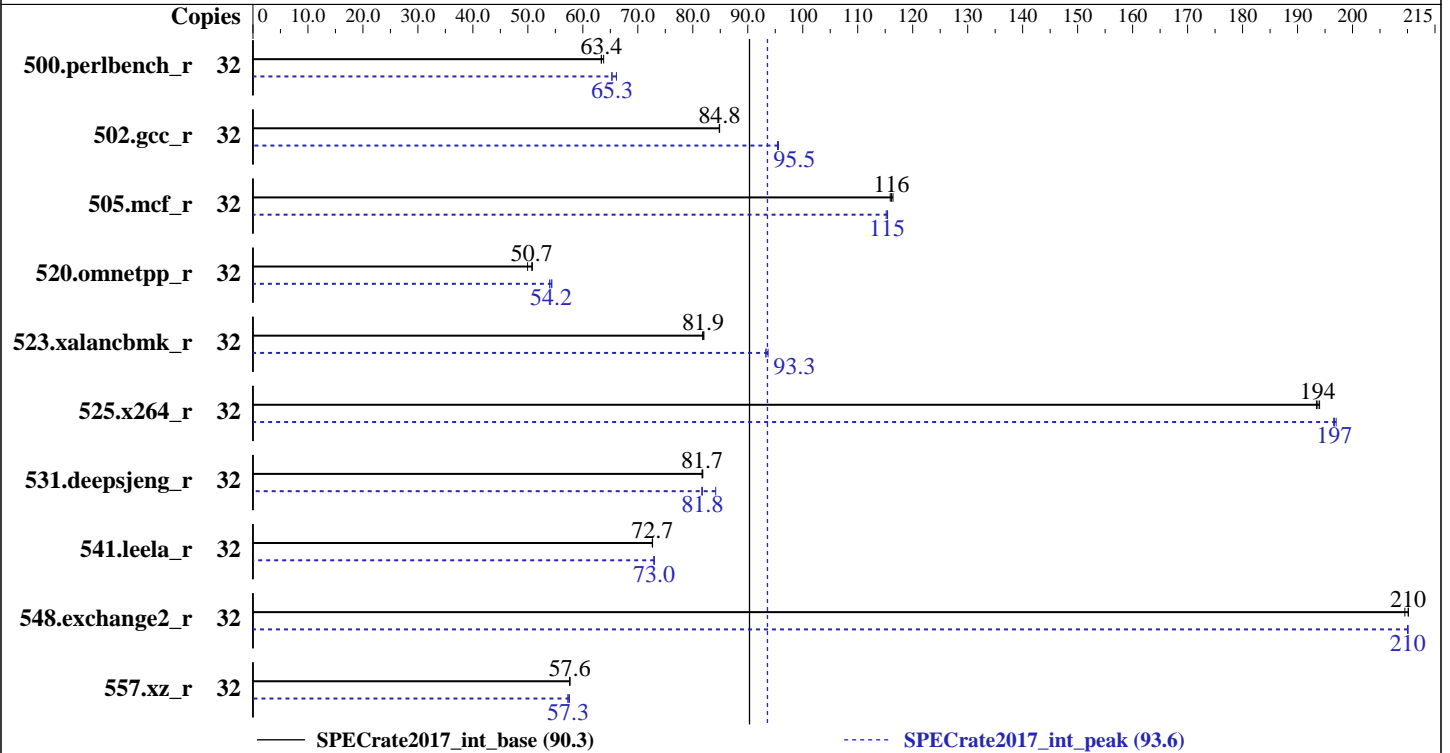 Copies 0 10.0 20.0 30.0 40.0 50.0 60.0 70.0 80.0 90.0 100 110 120 130 140 150 160 170 180 190 200 215
63.4
500.perlbench_r 32
65.3
84.8
502.gcc_r 32
95.5
116
505.mcf_r 32
115
50.7
520.omnetpp_r 32
54.2
81.9
523.xalancbmk_r 32
93.3
194
525.x264_r 32
197
81.7
531.deepsjeng_r 32
81.8
72.7
541.leela_r 32
73.0
210
548.exchange2_r 32
210
57.6
557.xz_r 32
57.3
SPECrate2017_int_base (90.3) SPECrate2017_int_peak (93.6)